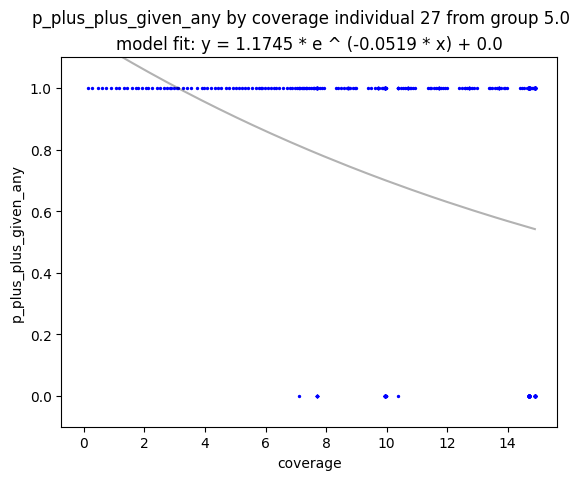 p_plus_plus_given_any by coverage individual 27 from group 5.0
model fit: y = 1.1745 * e ^ (-0.0519 * x) + 0.0
1.0
0.8
0.6
0.4
0.2
0.0
p_plus_plus_given_any
0 2 4 6 8 10 12 14
coverage